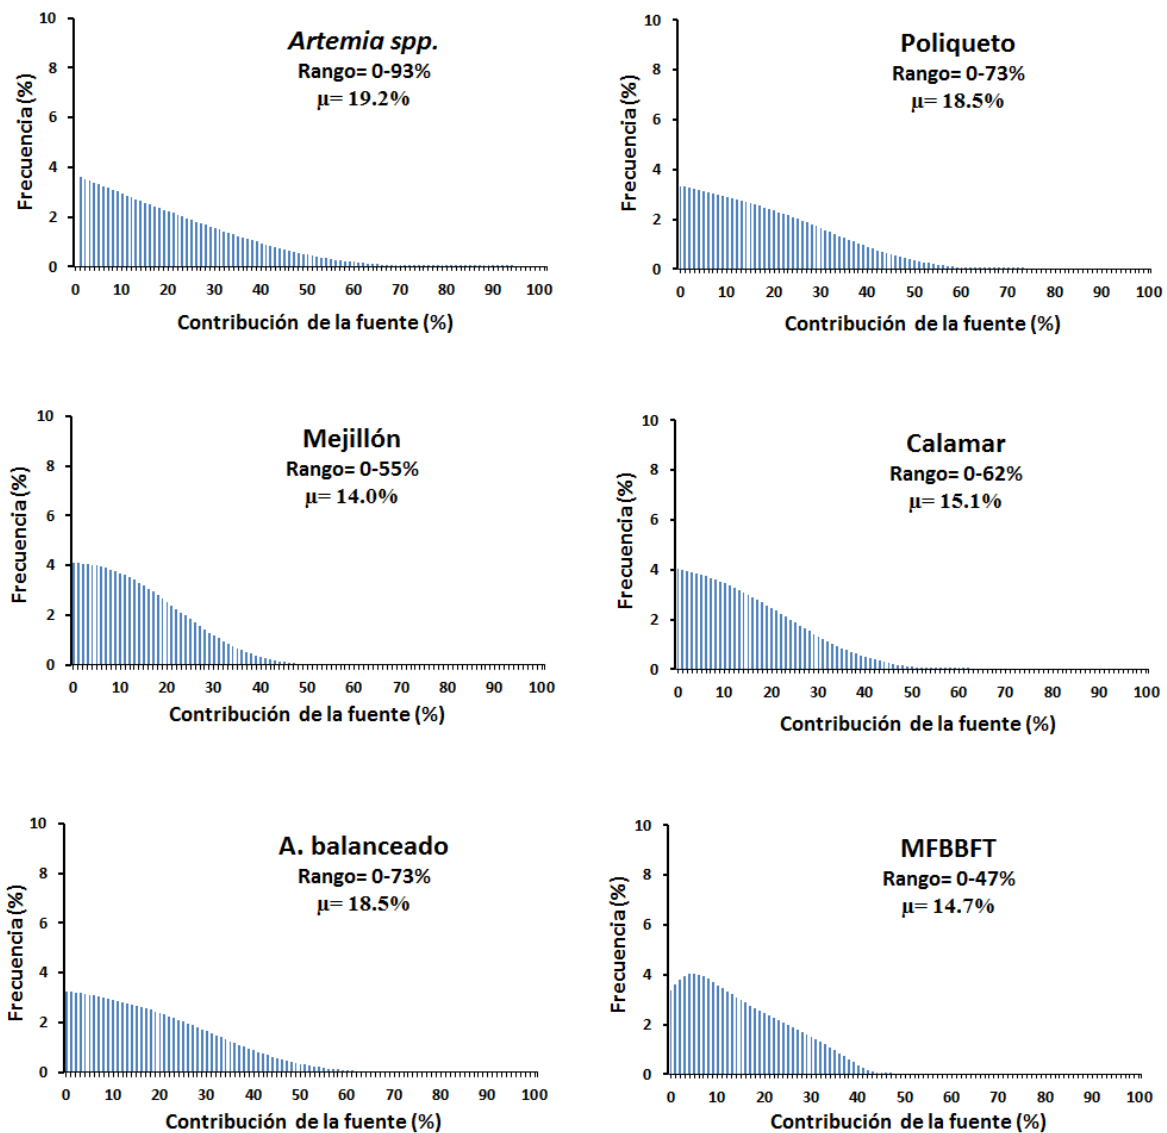 Artemia spp.
Rango= 0-93%
μ= 19.2%
Frecuencia (%)
10
8
6
4
2
0
0 10 20 30 40 50 60 70 80 90 100
Contribución de la fuente (%)
Poliqueto
Rango= 0-73%
μ= 18.5%
Frecuencia (%)
10
8
6
4
2
0
0 10 20 30 40 50 60 70 80 90 100
Contribución de la fuente (%)
Mejillón
Rango= 0-55%
μ= 14.0%
Frecuencia (%)
10
8
6
4
2
0
0 10 20 30 40 50 60 70 80 90 100
Contribución de la fuente (%)
Calamar
Rango= 0-62%
μ= 15.1%
Frecuencia (%)
10
8
6
4
2
0
0 10 20 30 40 50 60 70 80 90 100
Contribución de la fuente (%)
A. balanceado
Rango= 0-73%
μ= 18.5%
Frecuencia (%)
10
8
6
4
2
0
0 10 20 30 40 50 60 70 80 90 100
Contribución de la fuente (%)
MFBBFT
Rango= 0-47%
μ= 14.7%
Frecuencia (%)
10
8
6
4
2
0
0 10 20 30 40 50 60 70 80 90 100
Contribución de la fuente (%)